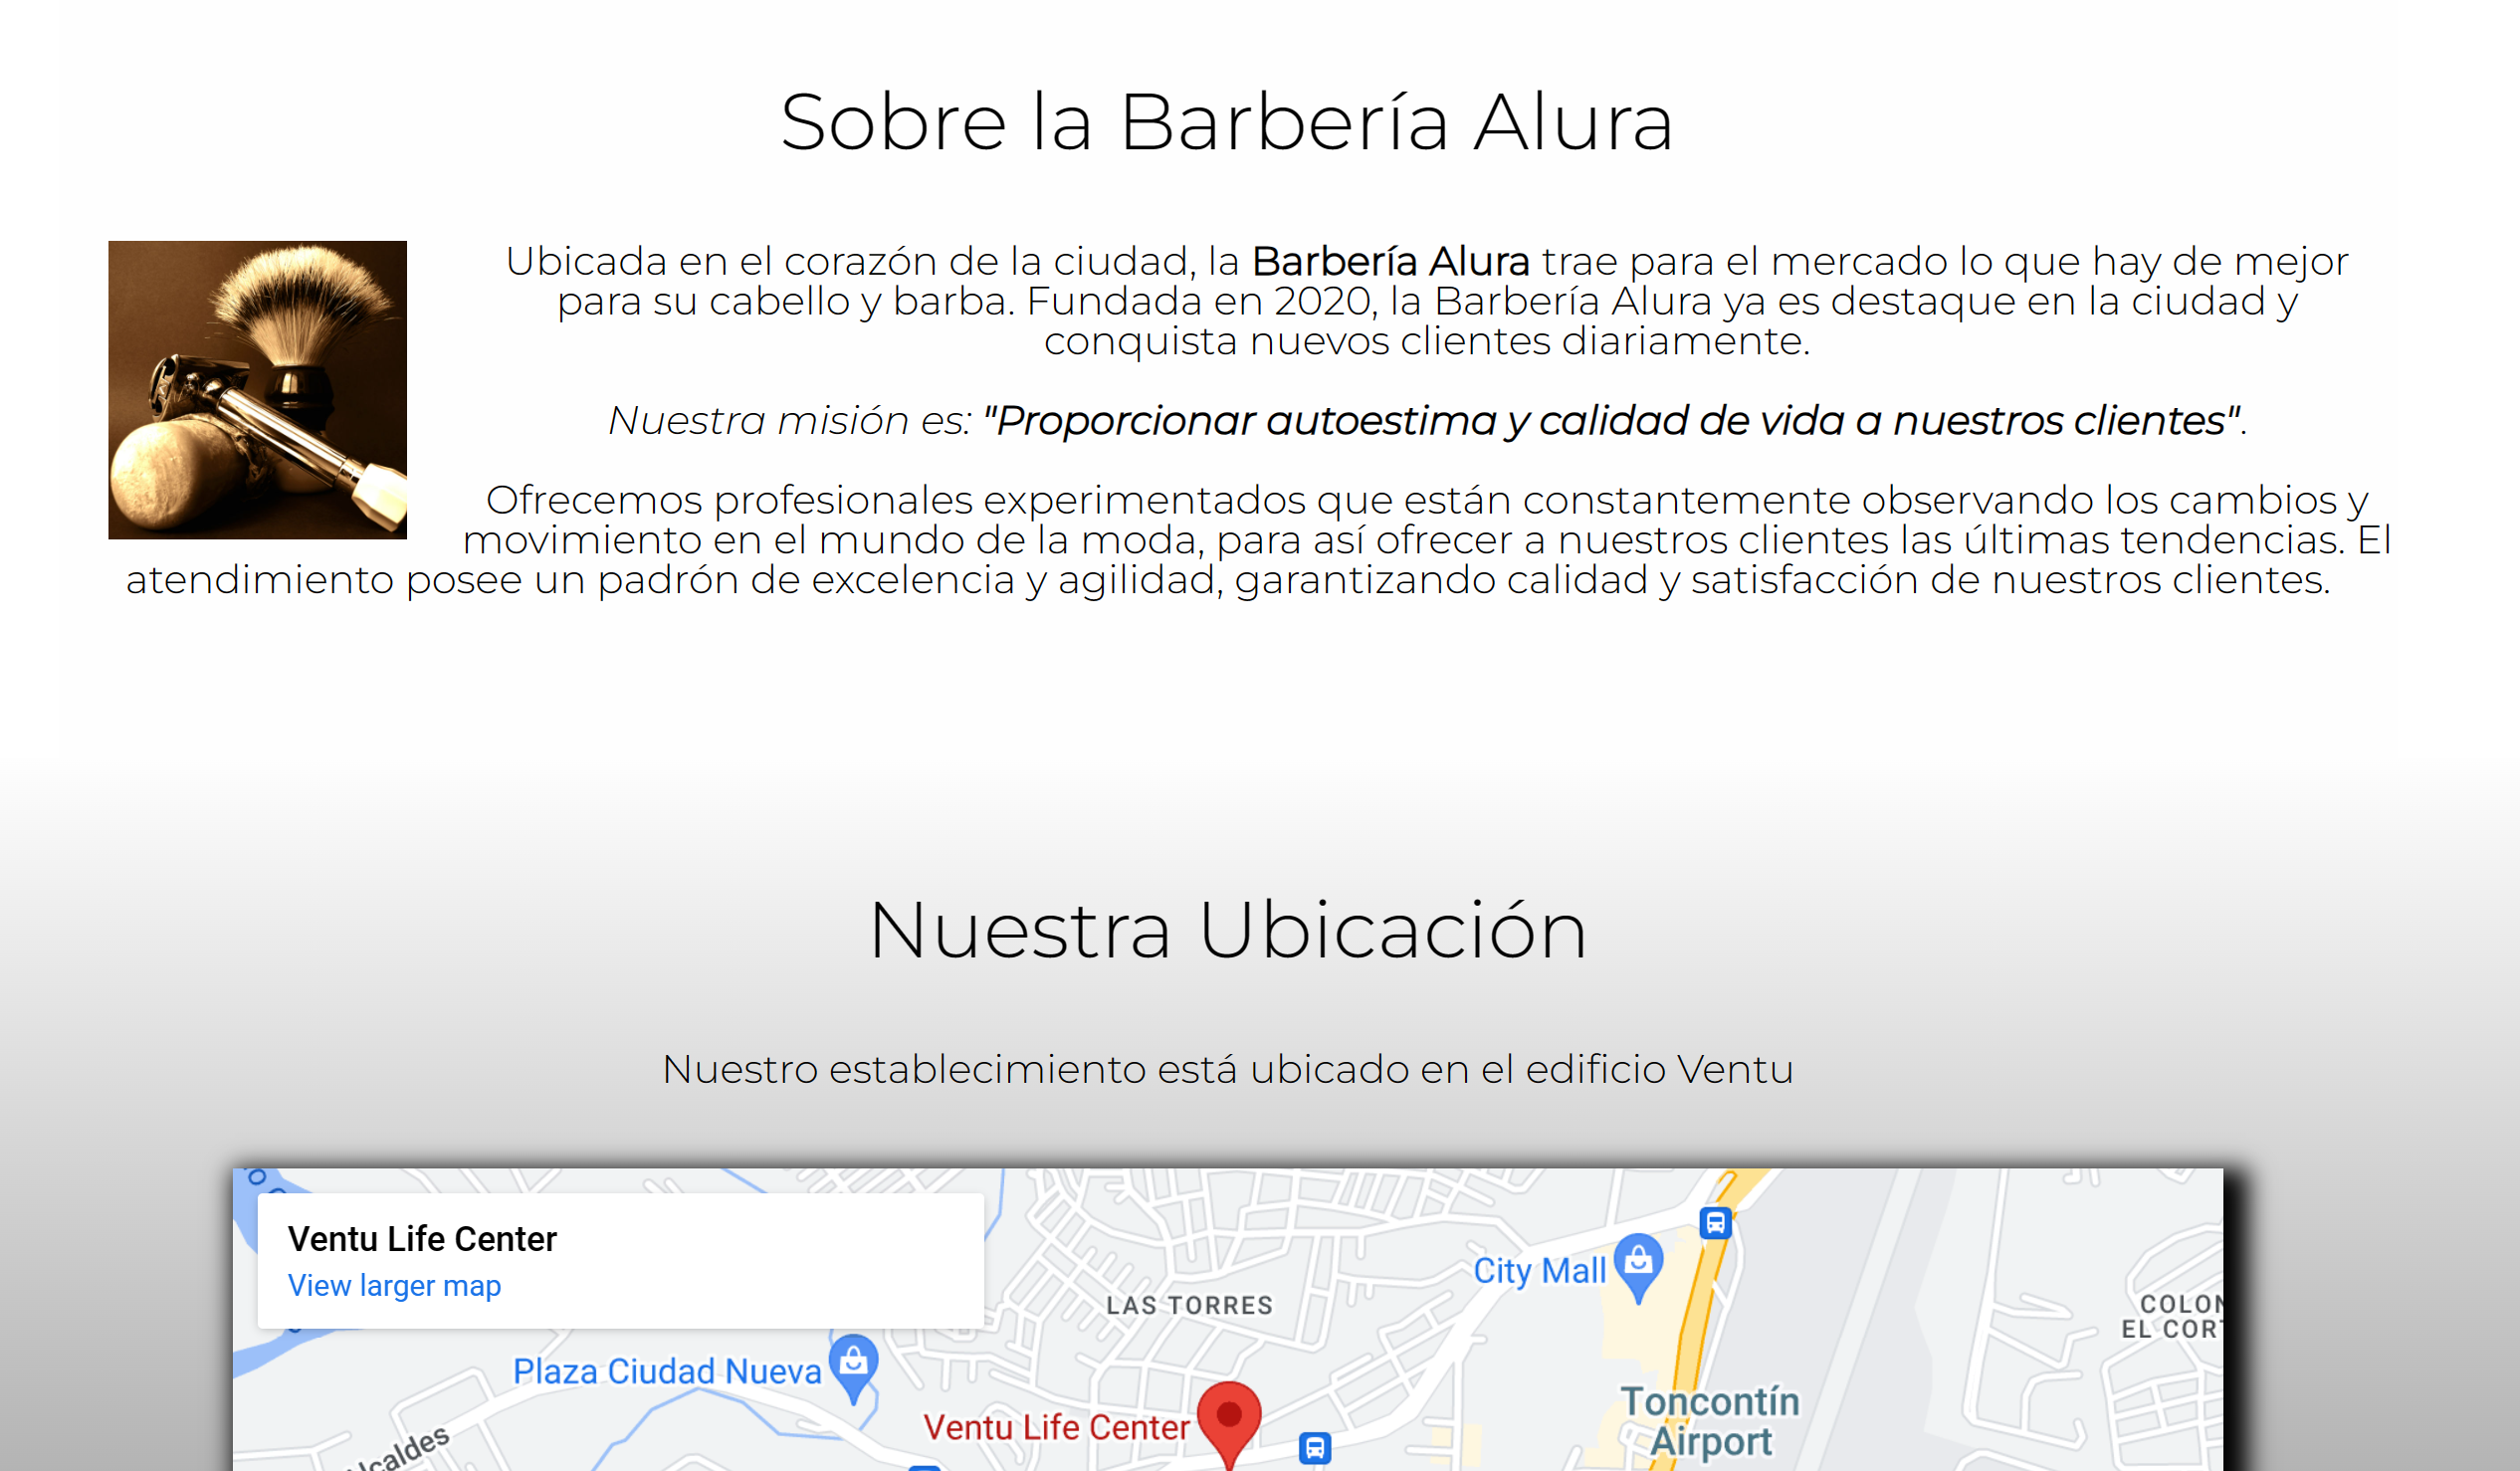 Sobre la Barbería Alura
Ubicada en el corazón de la ciudad, la Barbería Alura trae para el mercado lo que hay de mejor
para su cabello y barba. Fundada en 2020, la Barbería Alura ya es destaque en la ciudad y
conquista nuevos clientes diariamente.
Nuestra misión es: "Proporcionar autoestima y calidad de vida a nuestros clientes".
Ofrecemos profesionales experimentados que están constantemente observando los cambios y
movimiento en el mundo de la moda, para así ofrecer a nuestros clientes las últimas tendencias. El
atendimiento posee un padrón de excelencia y agilidad, garantizando calidad y satisfacción de nuestros clientes.
Nuestra Ubicación
Nuestro establecimiento está ubicado en el edificio Ventu
Ventu Life Center
View larger map
City Mall
LAS TORRES
COLON
EL CORT
Plaza Ciudad Nueva
Toncontín
Airport
Ventu Life Center
lcaldes